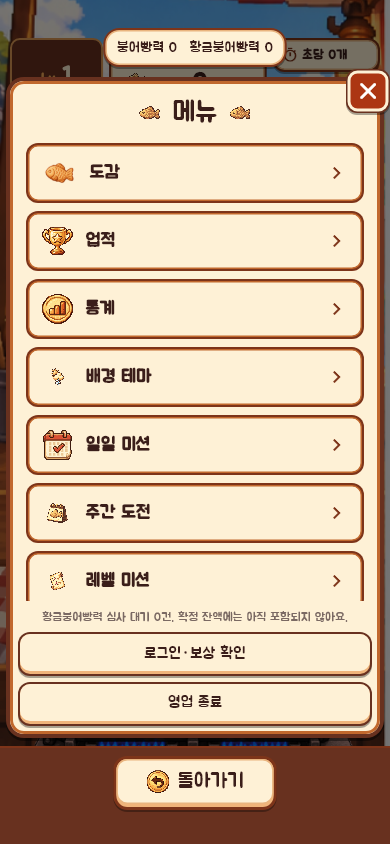 붕어빵력 0 황금붕어빵력 0
초당 0개
메뉴
도감
업적
통계
배경 테마
일일 미션
주간 도전
레벨 미션
황금붕어빵력 심사 대기 0건, 확정 잔액에는 아직 포함되지 않아요.
로그인·보상 확인
영업 종료
돌아가기